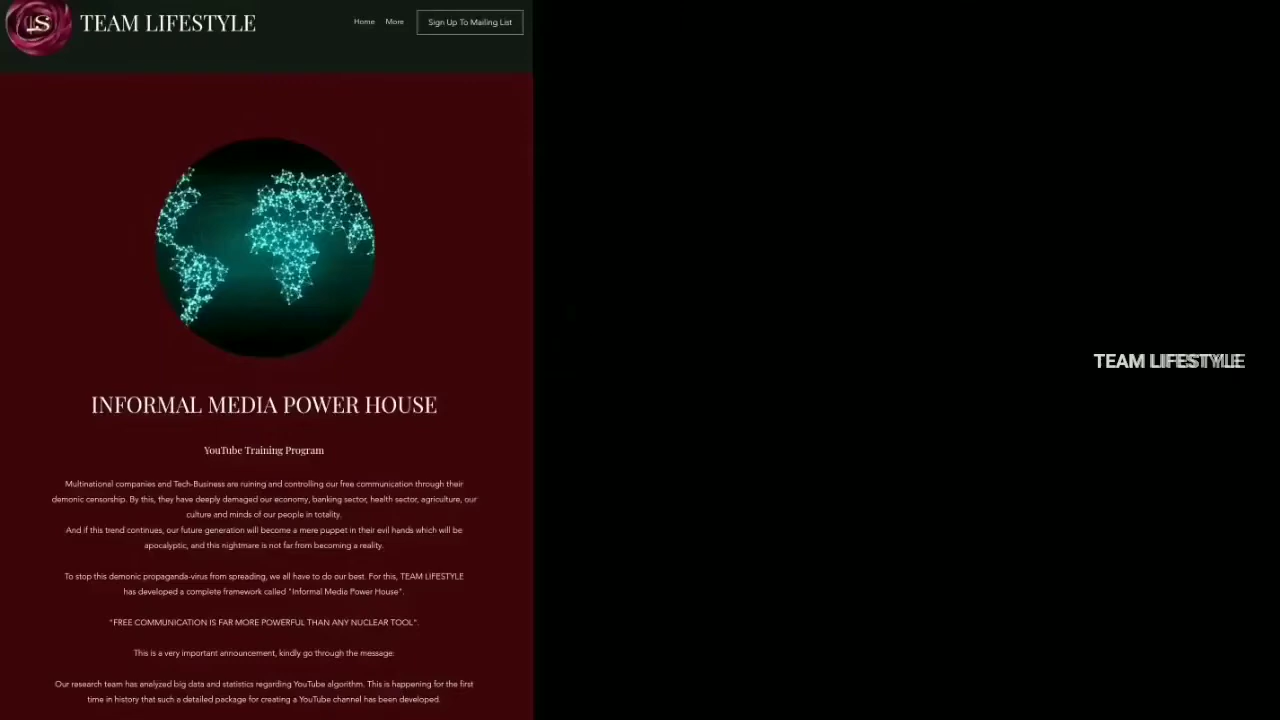 LS
TEAM LIFESTYLE
Home
More
Sign Up To Mailing List
TEAM LIFESTYLE
INFORMAL MEDIA POWER HOUSE
YouTube Training Program
Multinational companies and Tech-Business are ruining and controlling our free communication through their
demonic censorship. By this, they have deeply damaged our economy, banking sector, health sector, agriculture, our
culture and minds of our people in totality.
And if this trend continues, our future generation will become a mere puppet in their evil hands which will be
apocalyptic, and this nightmare is not far from becoming a reality.
To stop this demonic propaganda-virus from spreading, we all have to do our best. For this, TEAM LIFESTYLE
has developed a complete framework called "Informal Media Power House".
"FREE COMMUNICATION IS FAR MORE POWERFUL THAN ANY NUCLEAR TOOL".
This is a very important announcement, kindly go through the message:
Our research team has analyzed big data and statistics regarding YouTube algorithm. This is happening for the first
time in history that such a detailed package for creating a YouTube channel has been developed.